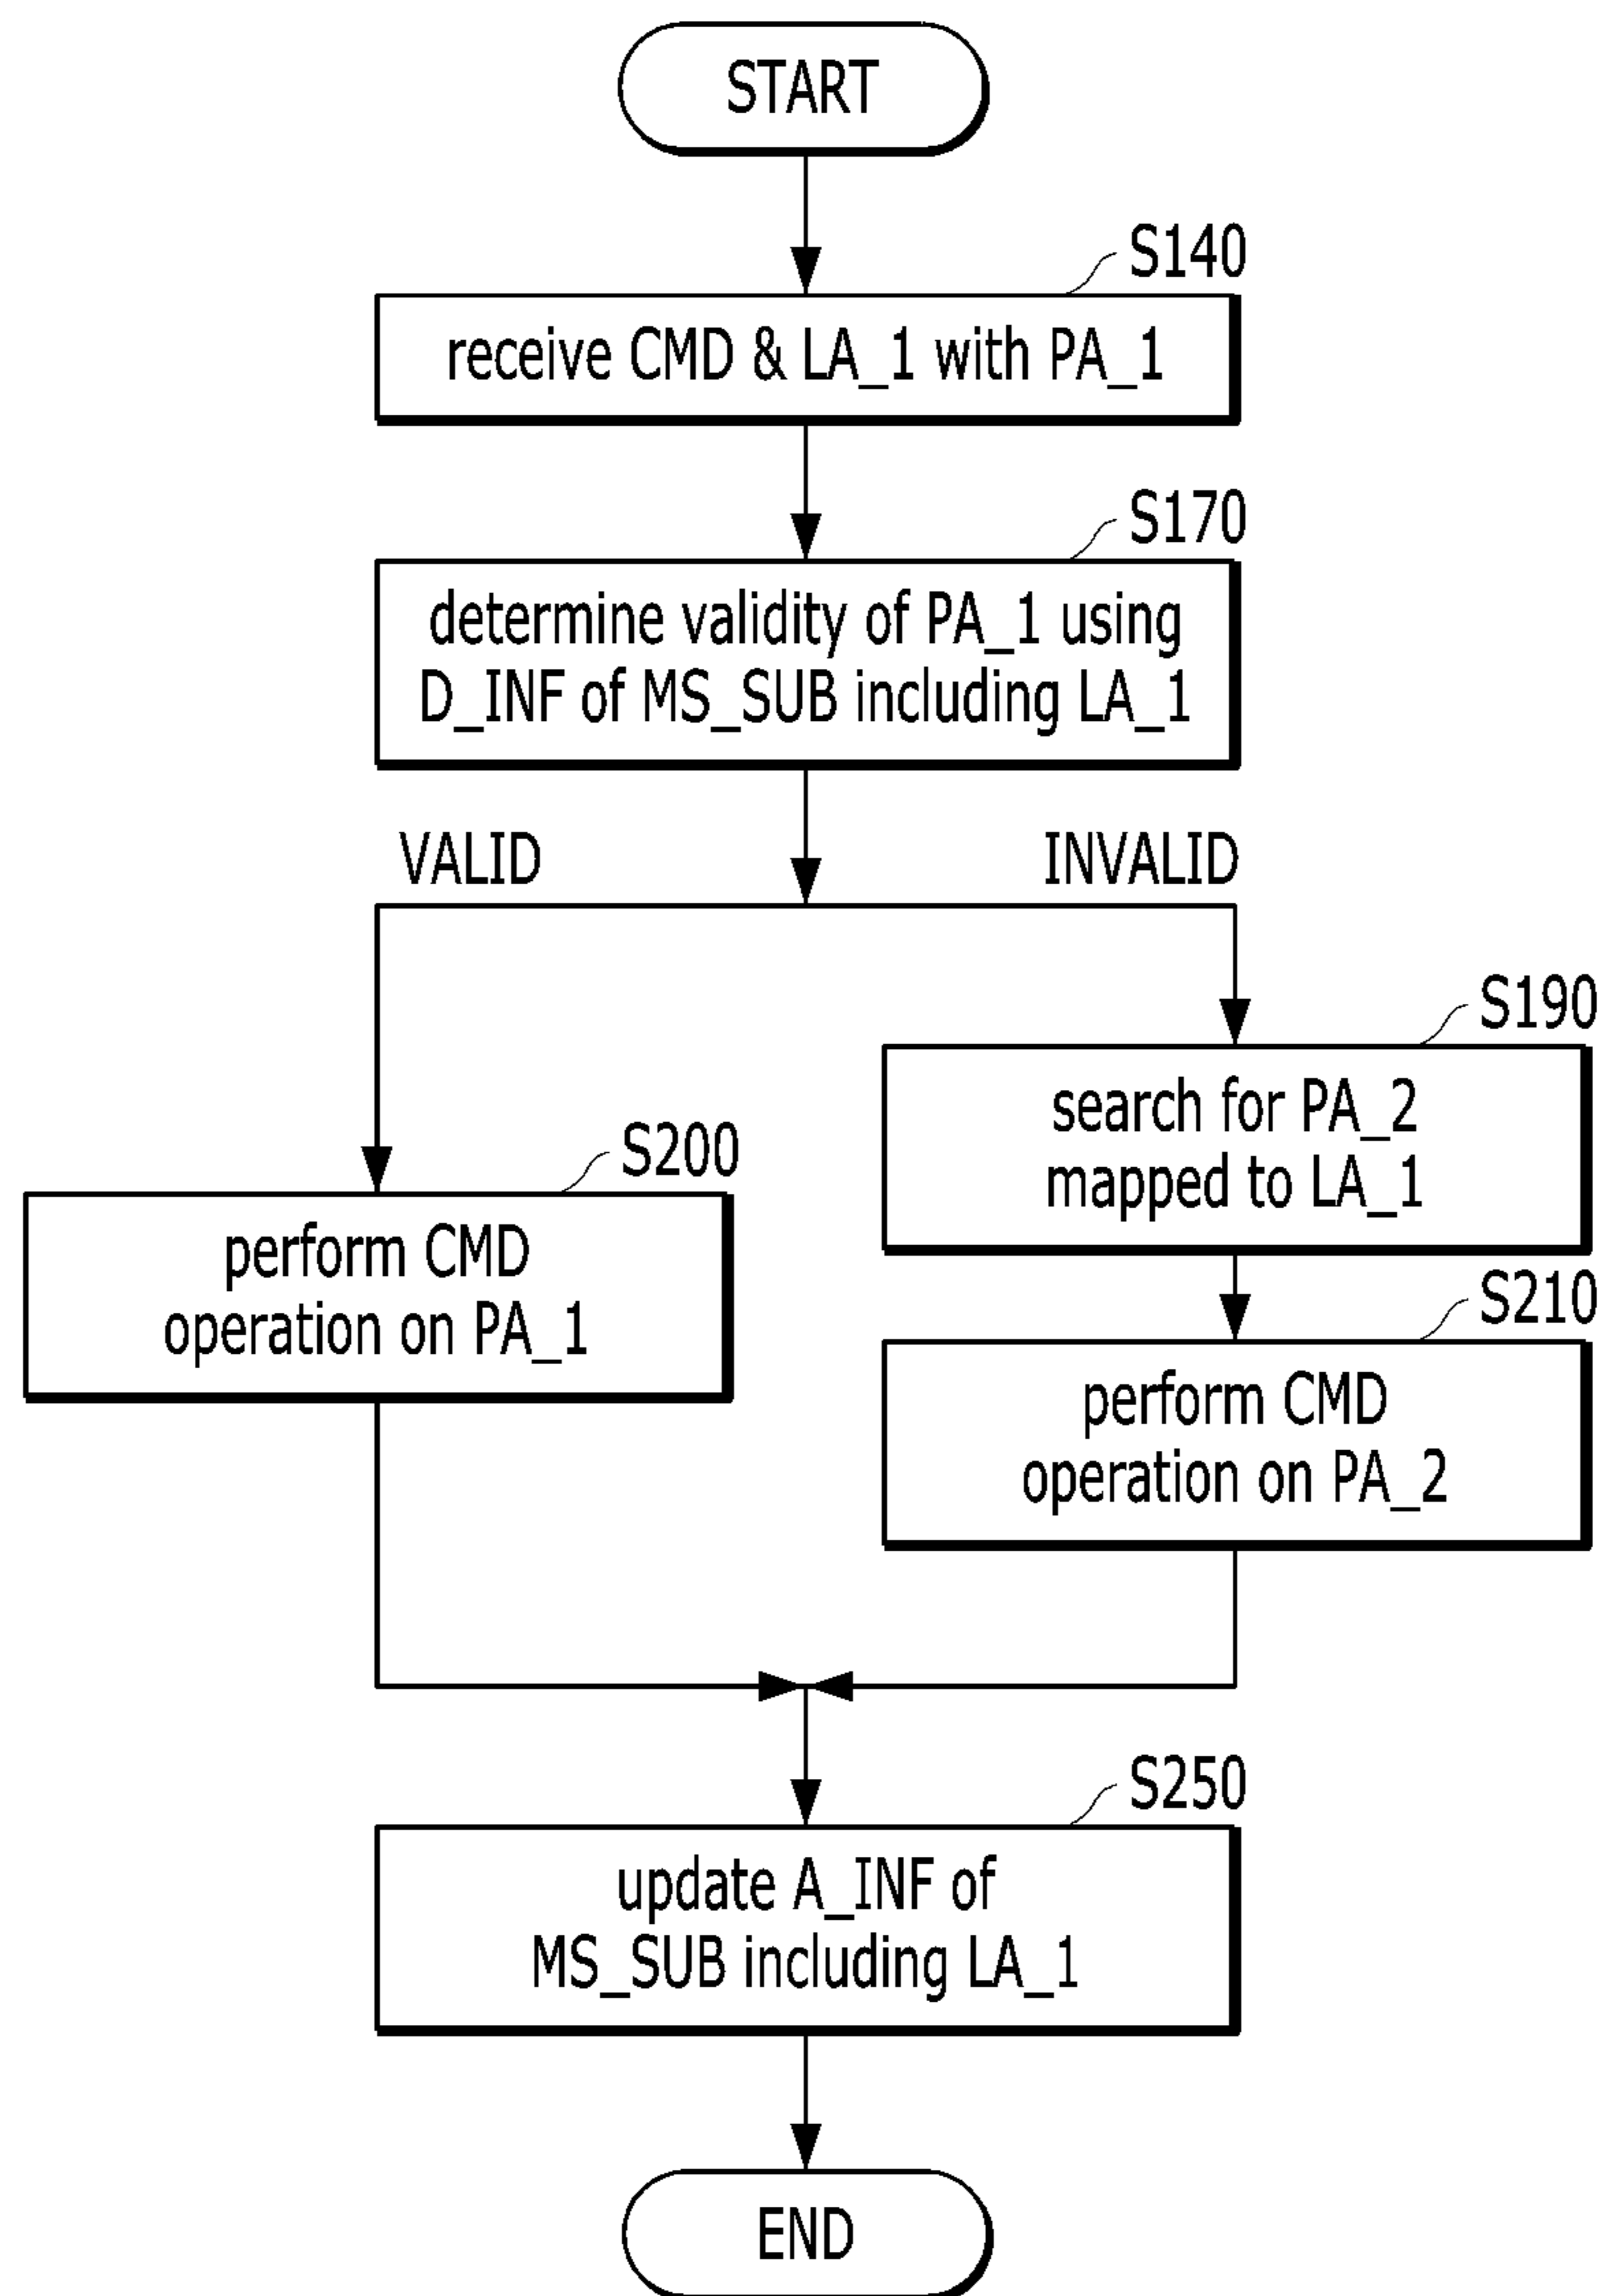 START
S140
receive CMD & LA_1 with PA_1
S170
determine validity of PA_1 using
D_INF of MS_SUB including LA_1
VALID
INVALID
S190
search for PA_2
mapped to LA_1
S200
perform CMD
operation on PA_1
S210
perform CMD
operation on PA_2
S250
update A_INF of
MS_SUB including LA_1
END